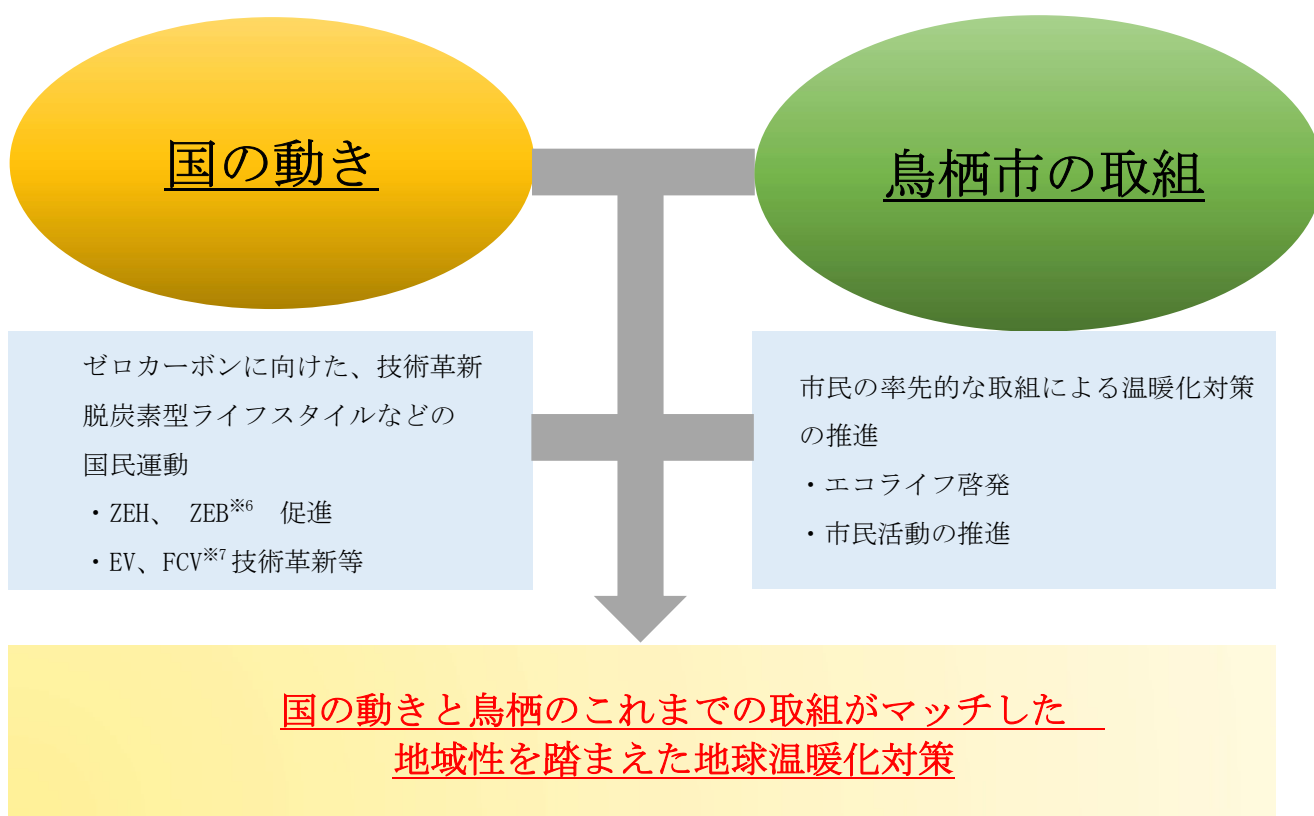 国の動き
鳥栖市の取組
ゼロカーボンに向けた、技術革新
脱炭素型ライフスタイルなどの
国民運動
・ZEH、 ZEB※6 促進
・EV、FCV※7技術革新等
市民の率先的な取組による温暖化対策
の推進
・エコライフ啓発
・市民活動の推進
国の動きと鳥栖のこれまでの取組がマッチした
地域性を踏まえた地球温暖化対策